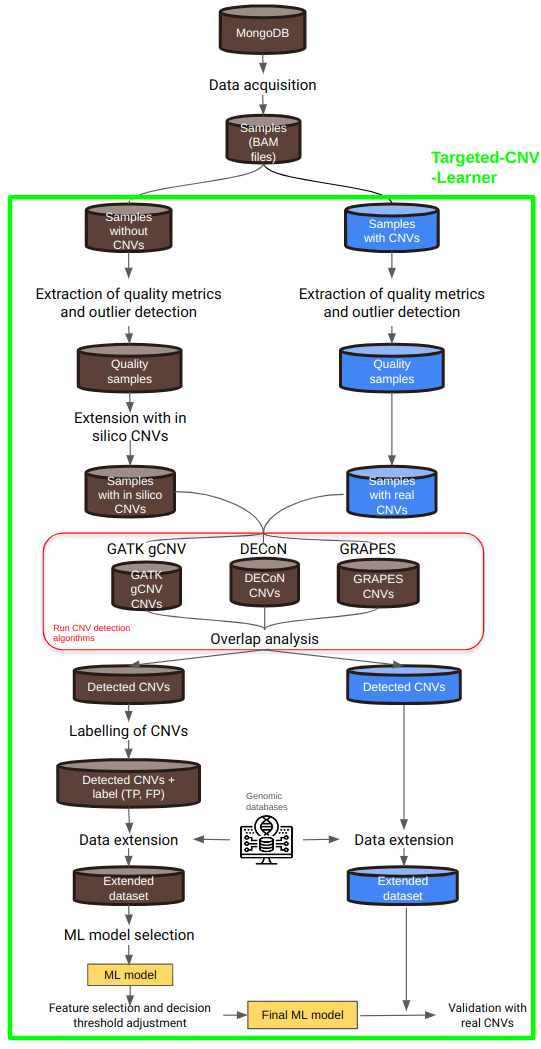 MongoDB
Data acquisition
Samples
(BAM
files)
Targeted-CNV
-Learner
Samples
without
CNVs
Samples
with CNVs
Extraction of quality metrics
and outlier detection
Extraction of quality metrics
and outlier detection
Quality
samples
Quality
samples
Extension with in
silico CNVs
Samples
with in silico
CNVs
Samples
with real
CNVs
GATK gCNV
DECoN
GRAPES
GATK
gCNV
CNVs
DECoN
CNVs
GRAPES
CNVs
Run CNV detection
algorithms
Overlap analysis
Detected CNVs
Detected CNVs
Labelling of CNVs
Detected CNVs +
label (TP, FP)
Genomic
databases
Data extension
Data extension
Extended
dataset
Extended
dataset
ML model selection
ML model
Feature selection and decision
threshold adjustment
Final ML model
Validation with
real CNVs